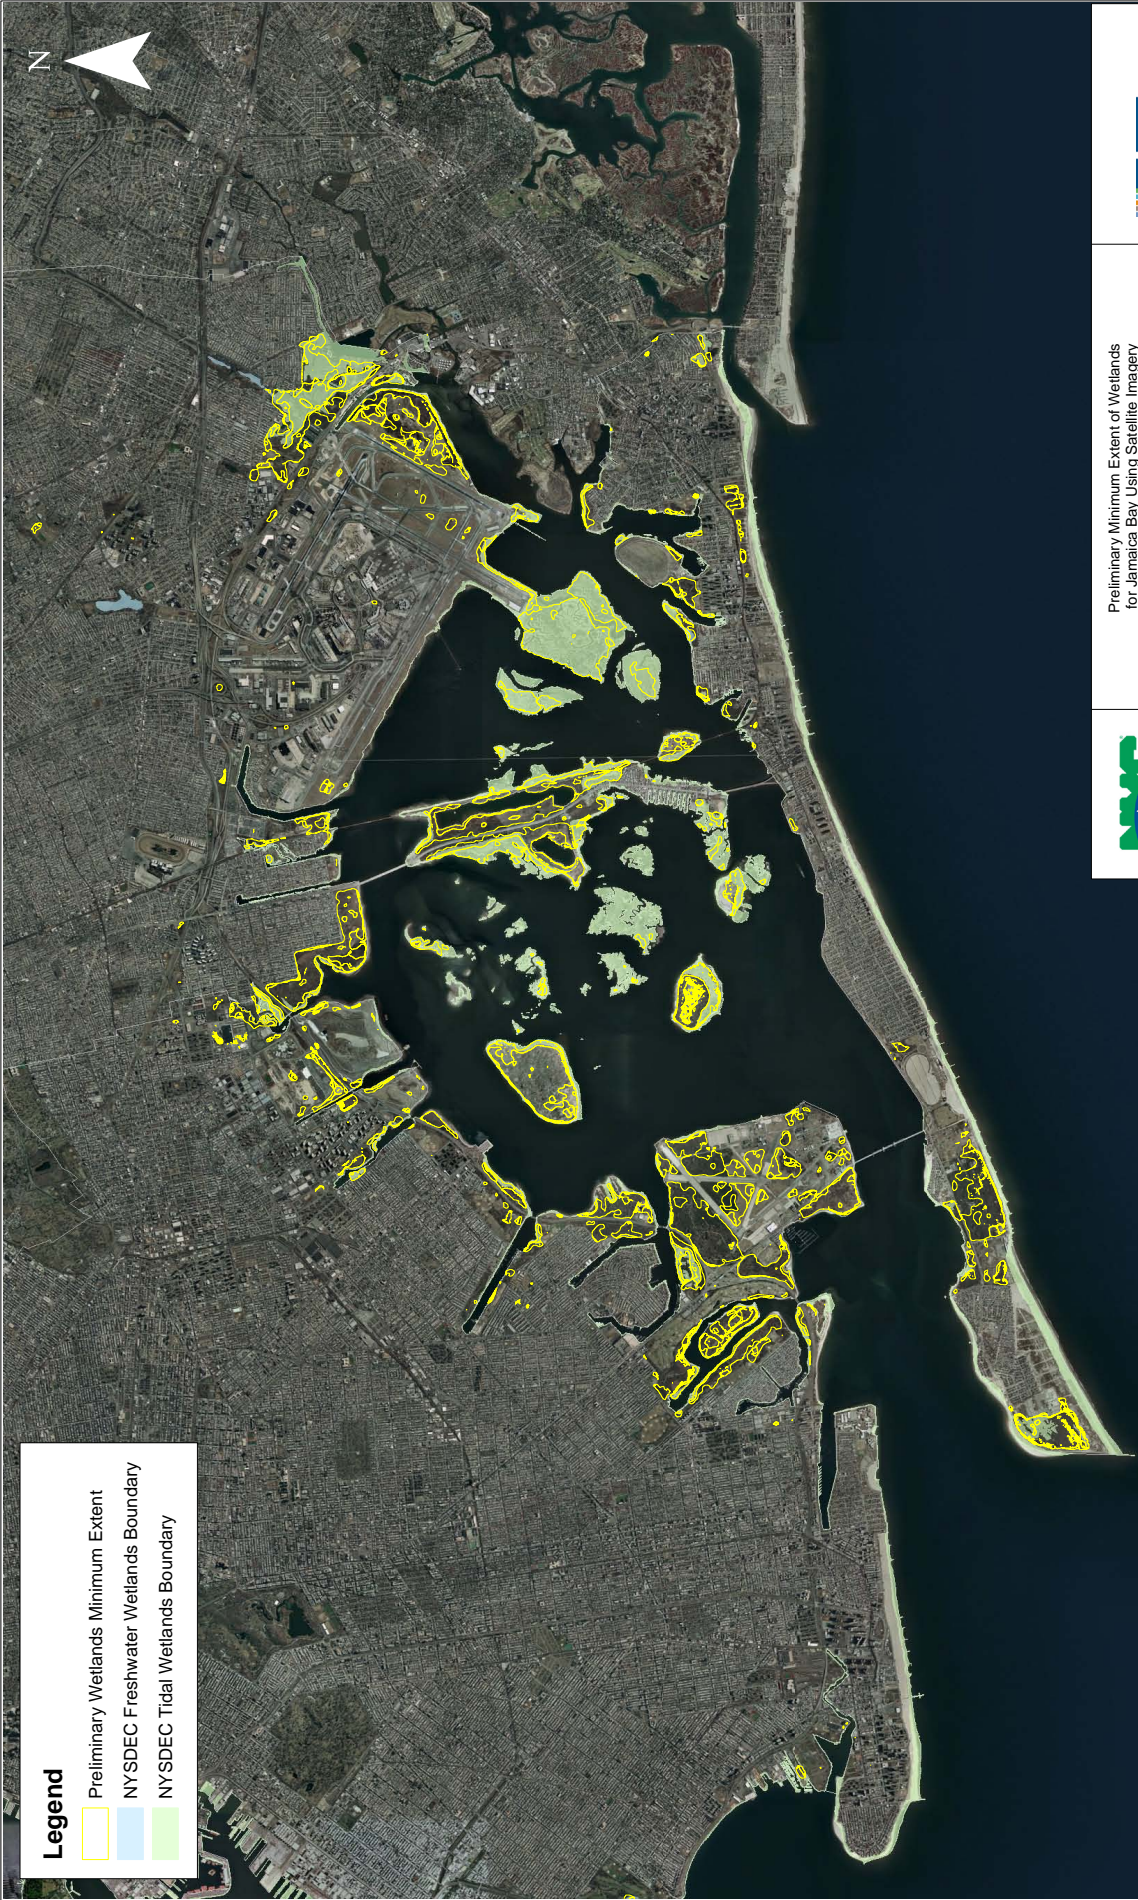 N
Legend
Preliminary Wetlands Minimum Extent
NYSDEC Freshwater Wetlands Boundary
NYSDEC Tidal Wetlands Boundary
Preliminary Minimum Extent of Wetlands
for Jamaica Bay Using Satellite Imagery